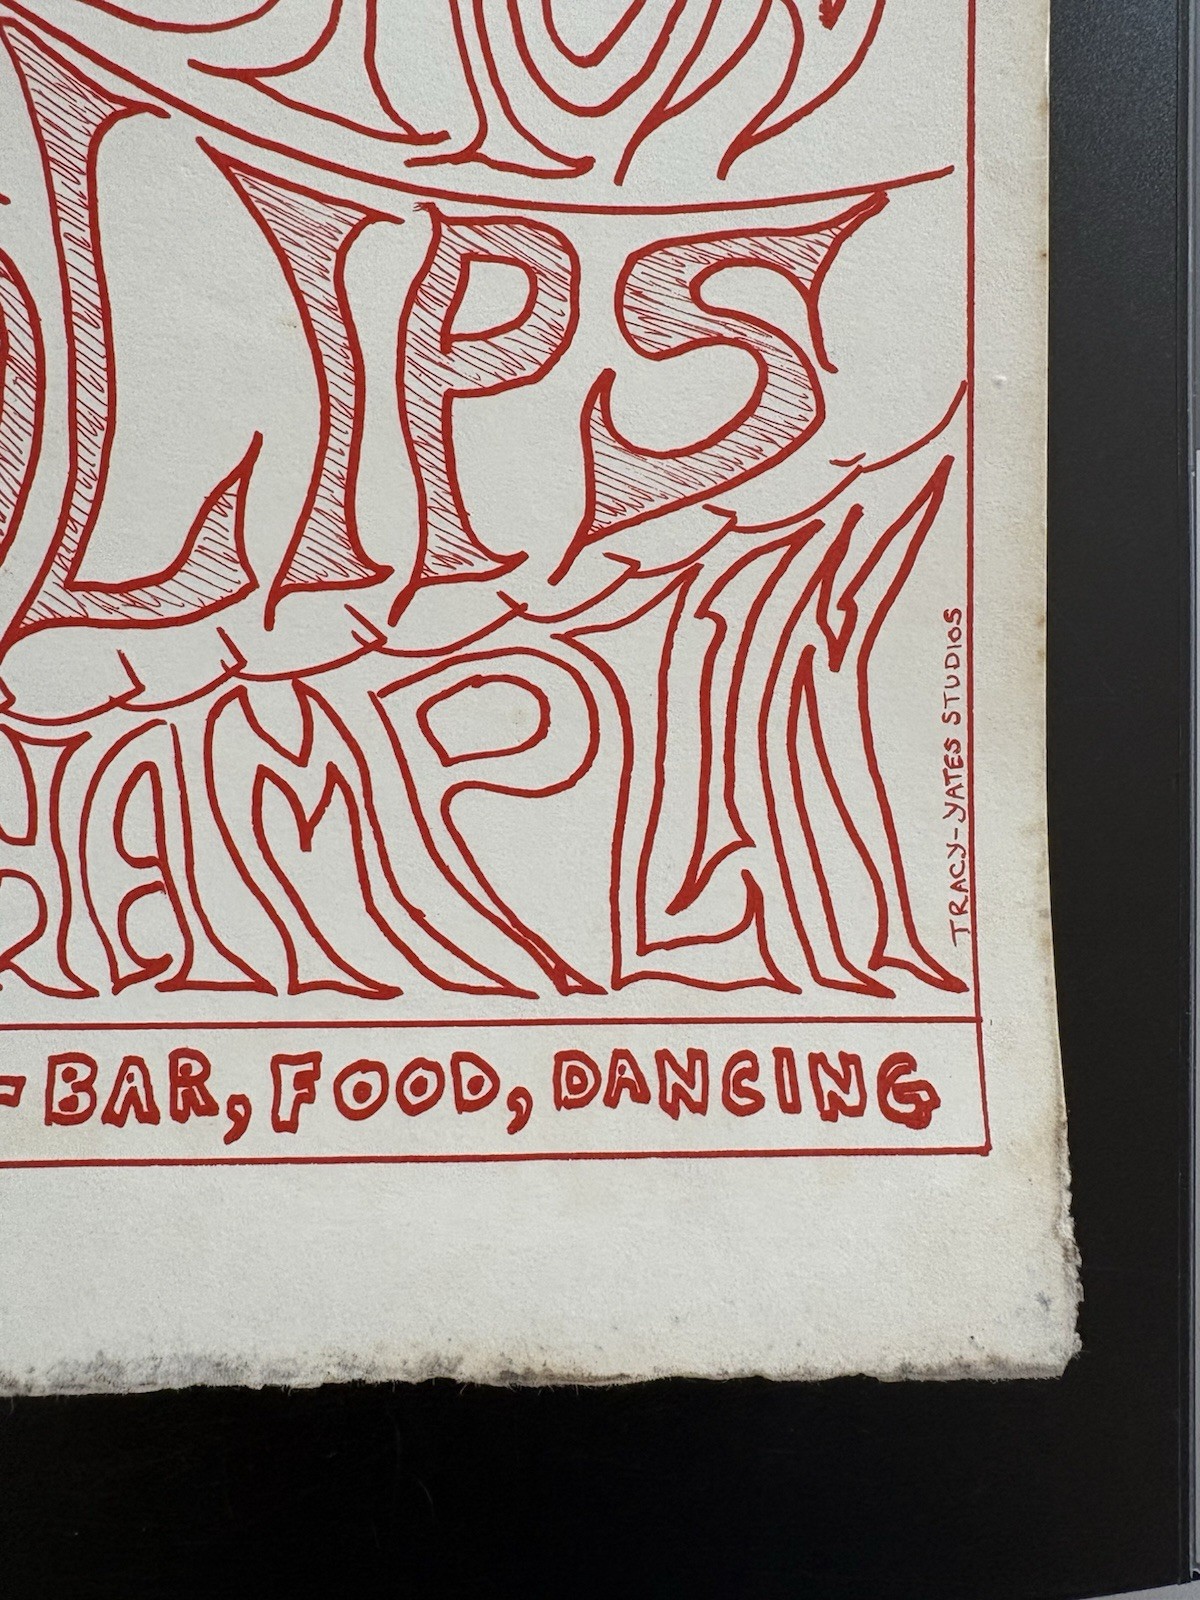 LIPS
HAMPLIN
TRACY-YATES STUDIOS
- BAR, FOOD, DANCING